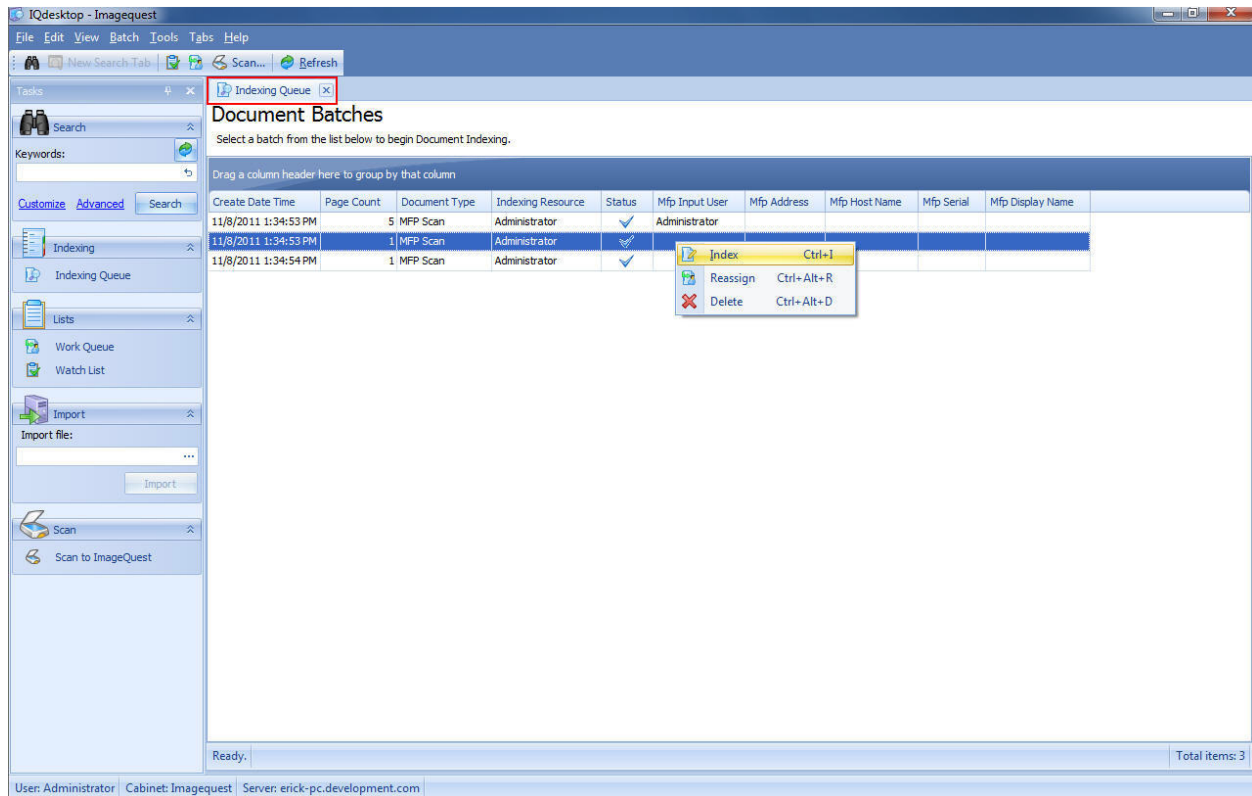 IQdesktop - Imagequest
File Edit View Batch Tools Tabs Help
New Search Tab Scan... Refresh
Tasks
Indexing Queue
Document Batches
Select a batch from the list below to begin Document Indexing.
Search
Keywords:
Customize Advanced Search
Indexing
Indexing Queue
Lists
Work Queue
Watch List
Import
Import file:
...
Import
Scan
Scan to ImageQuest
Drag a column header here to group by that column
Create Date Time Page Count Document Type Indexing Resource Status Mfp Input User Mfp Address Mfp Host Name Mfp Serial Mfp Display Name
11/8/2011 1:34:53 PM 5 MFP Scan Administrator Administrator
11/8/2011 1:34:53 PM 1 MFP Scan Administrator
11/8/2011 1:34:54 PM 1 MFP Scan Administrator
Index Ctrl+I
Reassign Ctrl+Alt+R
Delete Ctrl+Alt+D
Ready. Total items: 3
User: Administrator Cabinet: Imagequest Server: erick-pc.development.com